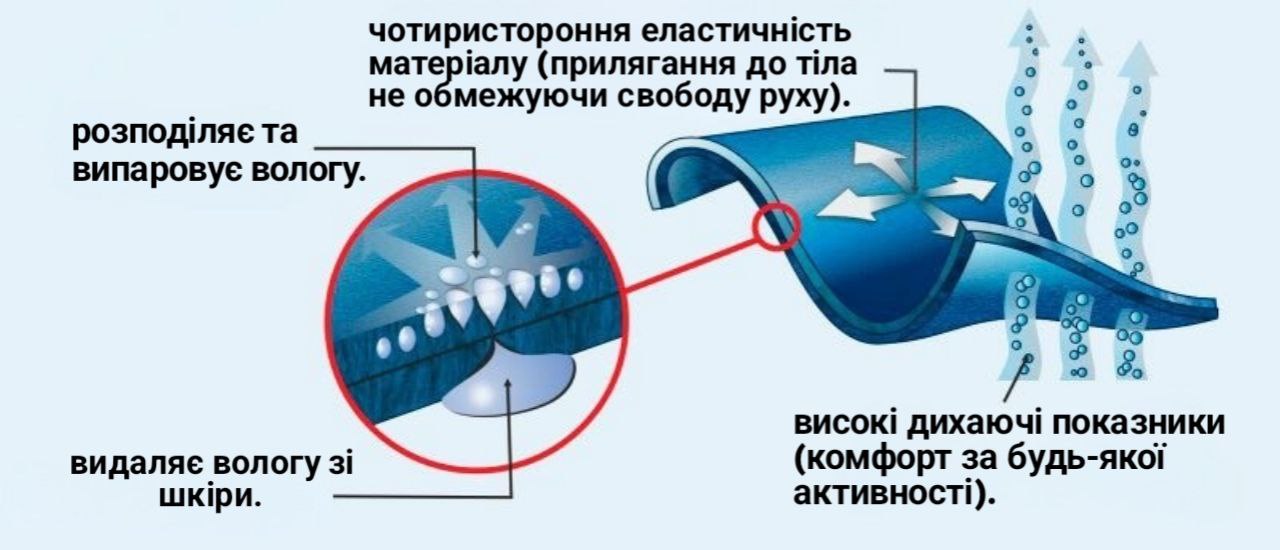 чотиристороння еластичність
матеріалу (прилягання до тіла
не обмежуючи свободу руху).
розподіляє та
випаровує вологу.
видаляє вологу зі
шкіри.
високі дихаючі показники
(комфорт за будь-якої
активності).